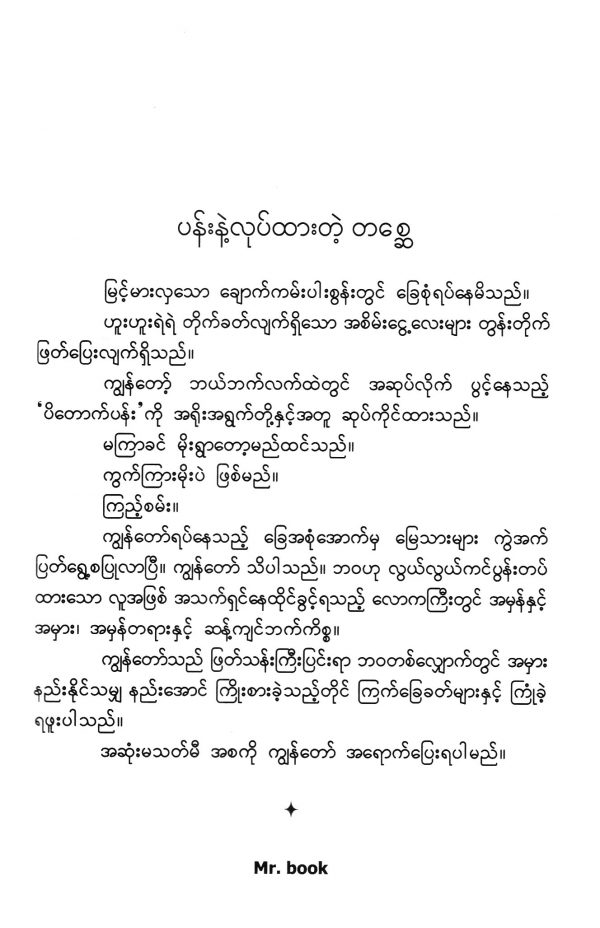 ပန်းနဲ့လုပ်ထားတဲ့ တစ္ဆေ
မြင့်မားလှသော ချောက်ကမ်းပါးစွန်းတွင် ခြေစုံရပ်နေမိသည်။
ဟူးဟူးရဲရဲ တိုက်ခတ်လျက်ရှိသော အစိမ်းငွေ့လေးများ တွန်းတိုက်
ဖြတ်ပြေးလျက်ရှိသည်။
ကျွန်တော့် ဘယ်ဘက်လက်ထဲတွင် အဆုပ်လိုက် ပွင့်နေသည့်
‘ပိတောက်ပန်း’ကို အရိုးအရွက်တို့နှင့်အတူ ဆုပ်ကိုင်ထားသည်။
မကြာခင် မိုးရွာတော့မည်ထင်သည်။
ကွက်ကြားမိုးပဲ ဖြစ်မည်။
ကြည့်စမ်း။
ကျွန်တော်ရပ်နေသည့် ခြေအစုံအောက်မှ မြေသားများ ကွဲအက်
ပြတ်ရွေ့စပြုလာပြီ။ ကျွန်တော် သိပါသည်။ ဘဝဟု လွယ်လွယ်ကင်ပွန်းတပ်
ထားသော လူအဖြစ် အသက်ရှင်နေထိုင်ခွင့်ရသည့် လောကကြီးတွင် အမှန်နှင့်
အမှား၊ အမှန်တရားနှင့် ဆန့်ကျင်ဘက်ကိစ္စ။
ကျွန်တော်သည် ဖြတ်သန်းကြီးပြင်းရာ ဘဝတစ်လျှောက်တွင် အမှား
နည်းနိုင်သမျှ နည်းအောင် ကြိုးစားခဲ့သည့်တိုင် ကြက်ခြေခတ်များနှင့် ကြုံခဲ့
ရဖူးပါသည်။
အဆုံးမသတ်မီ အစကို ကျွန်တော် အရောက်ပြေးရပါမည်။
Mr. book